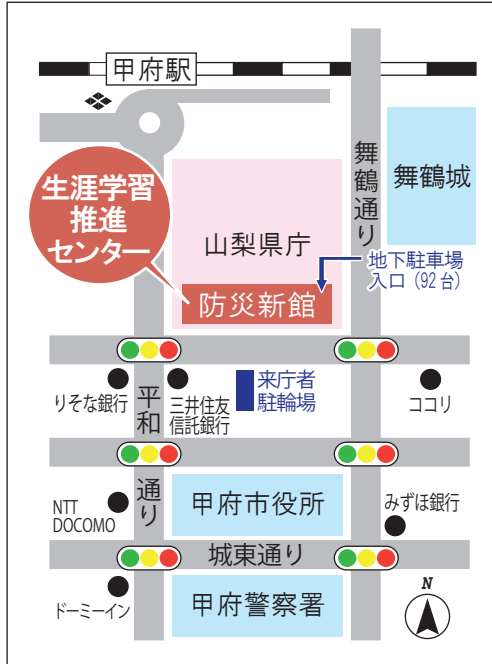 甲府駅
舞鶴通り
舞鶴城
生涯学習
推進
センター
山梨県庁
地下駐車場
入口（92台）
防災新館
りそな銀行
平和
三井住友
信託銀行
来庁者
駐輪場
ココリ
NTT
DOCOMO
通り
甲府市役所
みずほ銀行
城東通り
ドーミーイン
甲府警察署
N